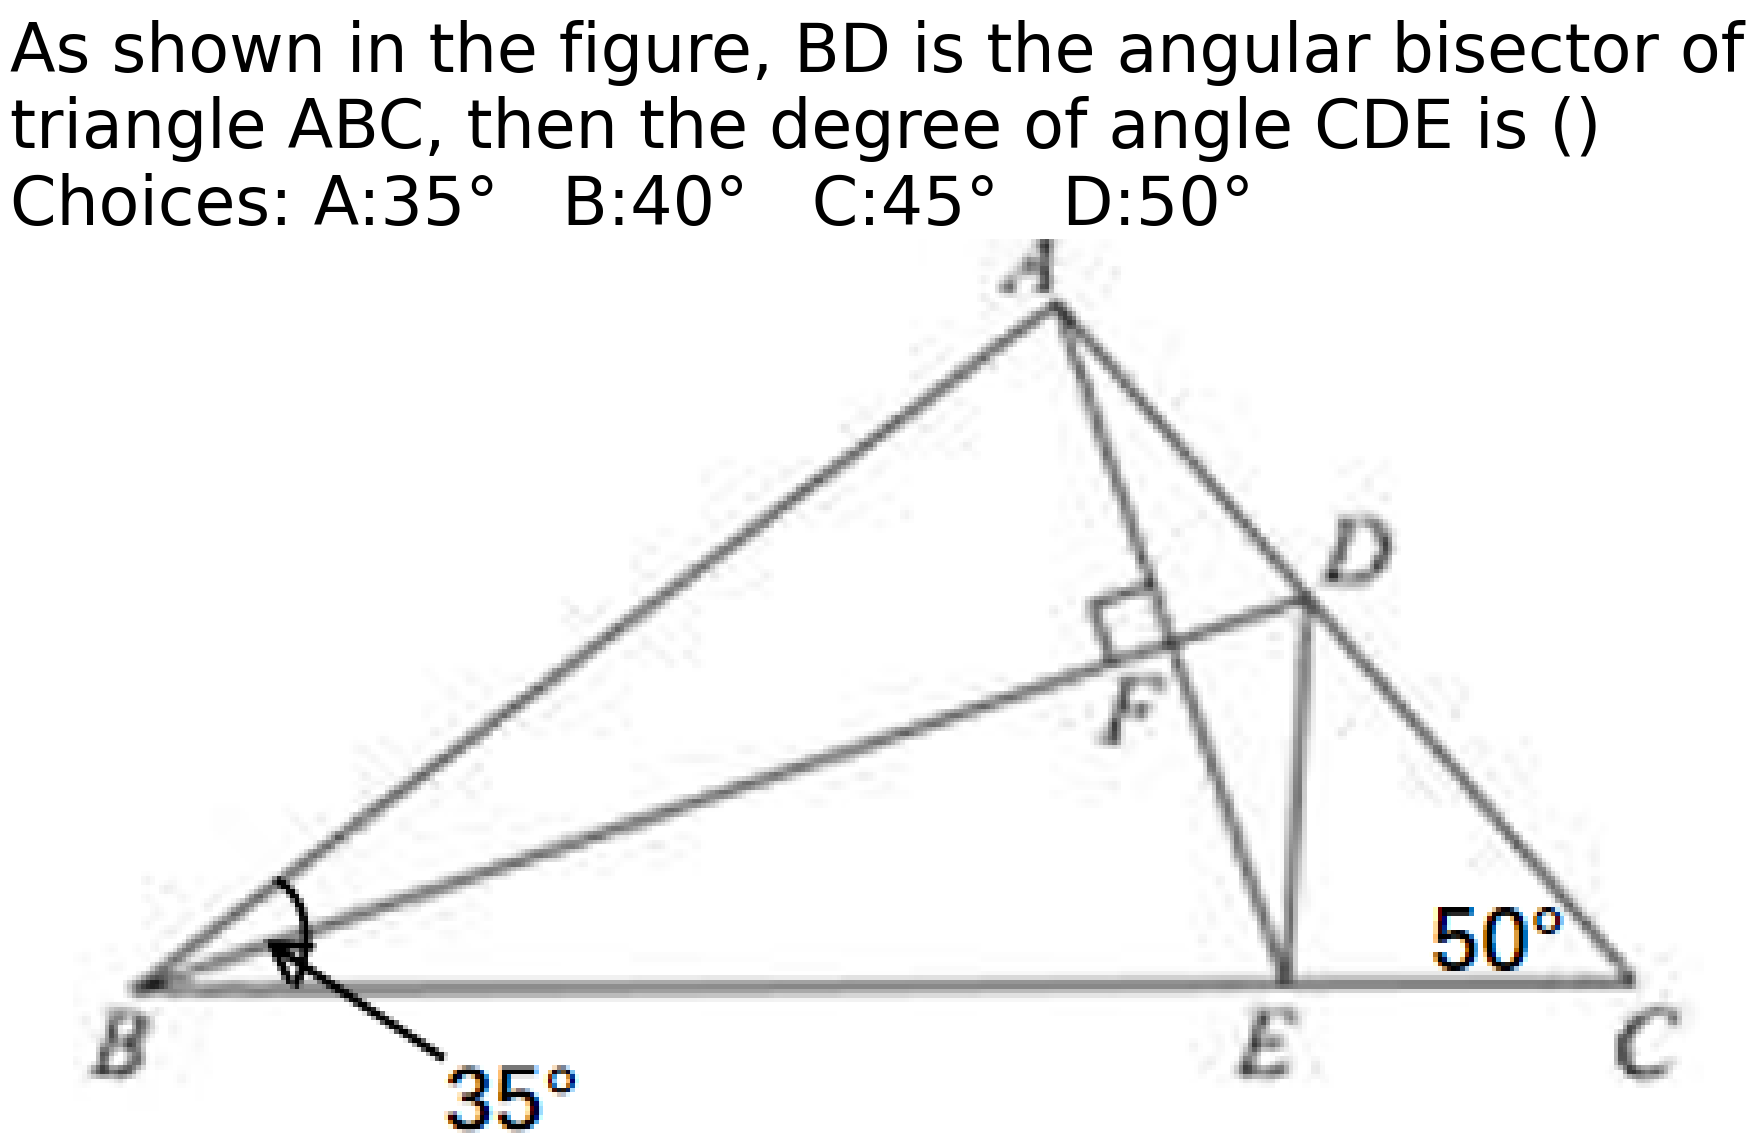 As shown in the figure, BD is the angular bisector of
triangle ABC, then the degree of angle CDE is ()
Choices: A:35° B:40° C:45° D:50°
A
D
F
50°
B
E
C
35°